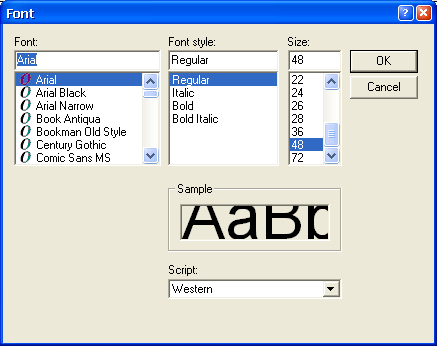 Font
Font:
Font style:
Size:
Arial
Regular
48
OK
Cancel
Arial
Arial Black
Arial Narrow
Book Antiqua
Bookman Old Style
Century Gothic
Comic Sans MS
Regular
Italic
Bold
Bold Italic
22
24
26
28
36
48
72
Sample
AaBb
Script:
Western